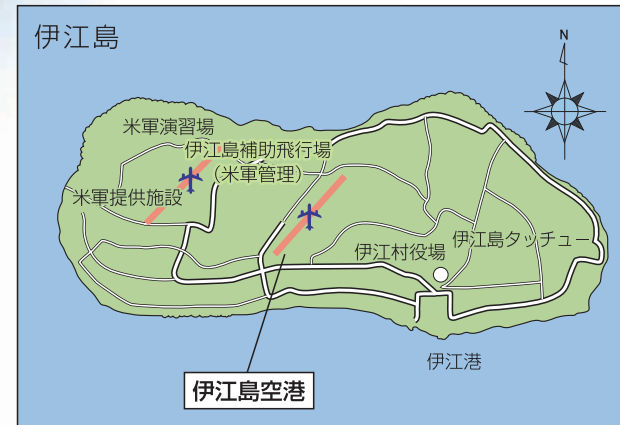 伊江島
N
米軍演習場
伊江島補助飛行場
（米軍管理）
米軍提供施設
伊江村役場
伊江島タッチュー
伊江港
伊江島空港